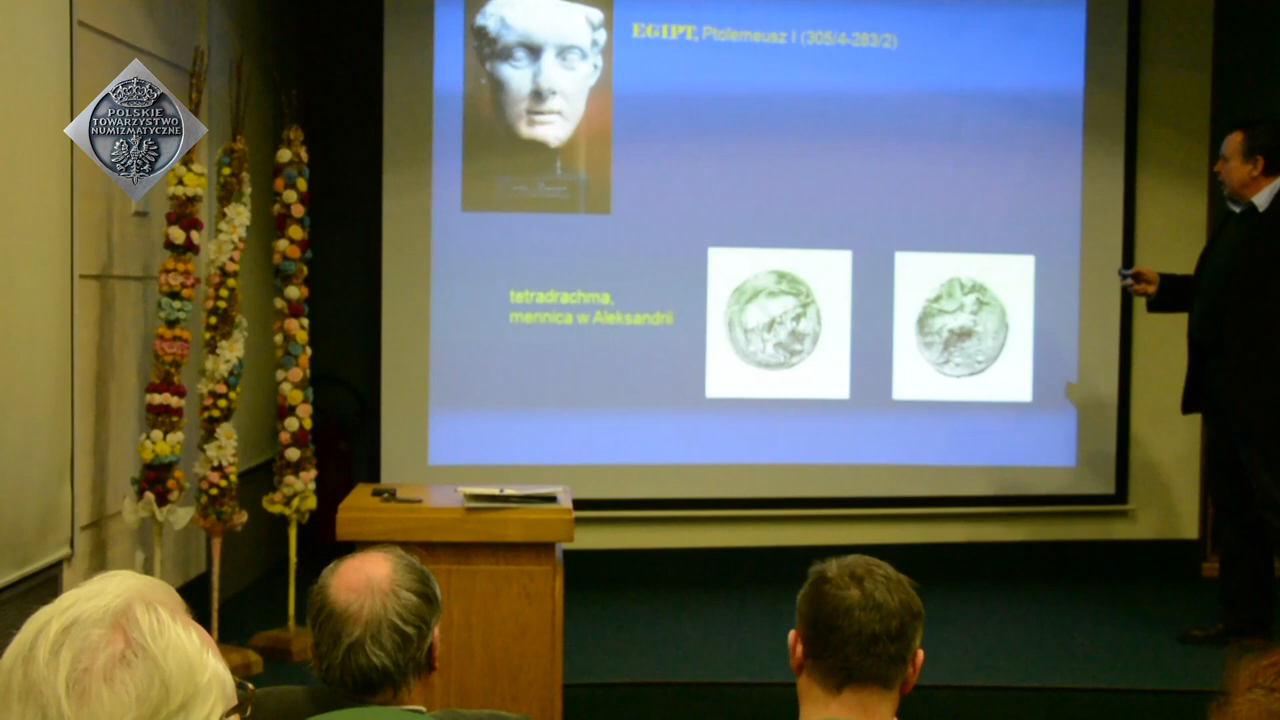 POLSKIE
TOWARZYSTWO
NUMIZMATYCZNE
EGIPT, Ptolemeusz I (305/4-283/2)
tetradrachma,
mennica w Aleksandrii